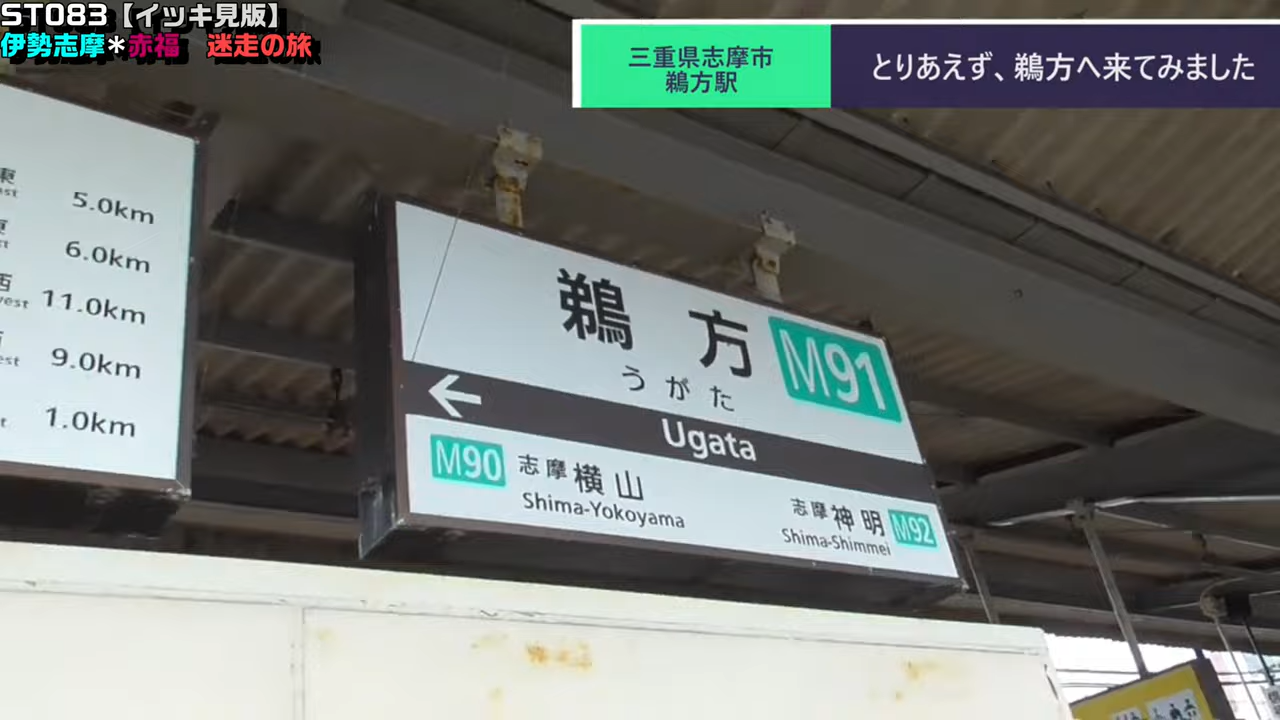 ST083【イッキ見版】
伊勢志摩*赤福 迷走の旅
三重県志摩市
鵜方駅
とりあえず、鵜方へ来てみました
5.0km
6.0km
11.0km
9.0km
1.0km
鵜方
M91
うがた
Ugata
M90 志摩横山
Shima-Yokoyama
志摩神明 M92
Shima-Shimmei